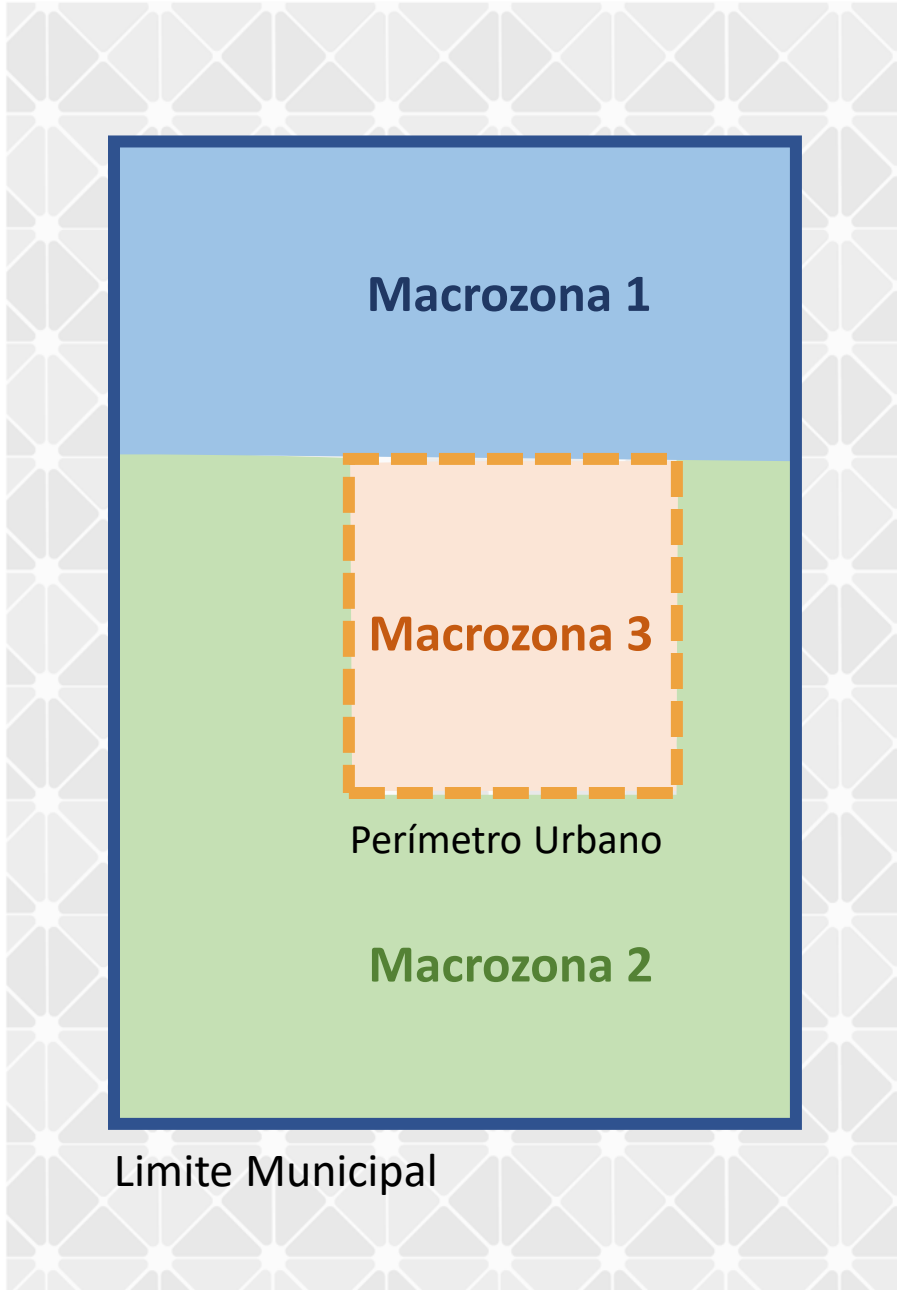 Macrozona 1
Macrozona 3
Perímetro Urbano
Macrozona 2
Limite Municipal